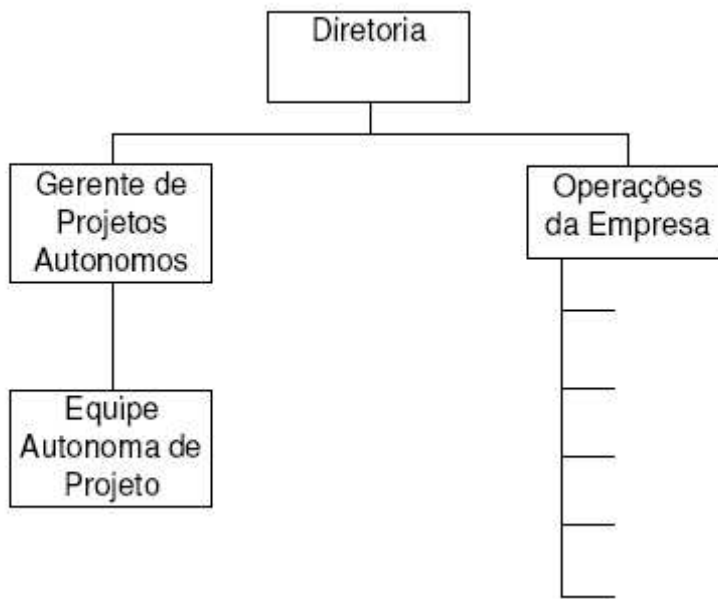 Diretoria
Gerente de
Projetos
Autonomos
Operações
da Empresa
Equipe
Autonoma de
Projeto